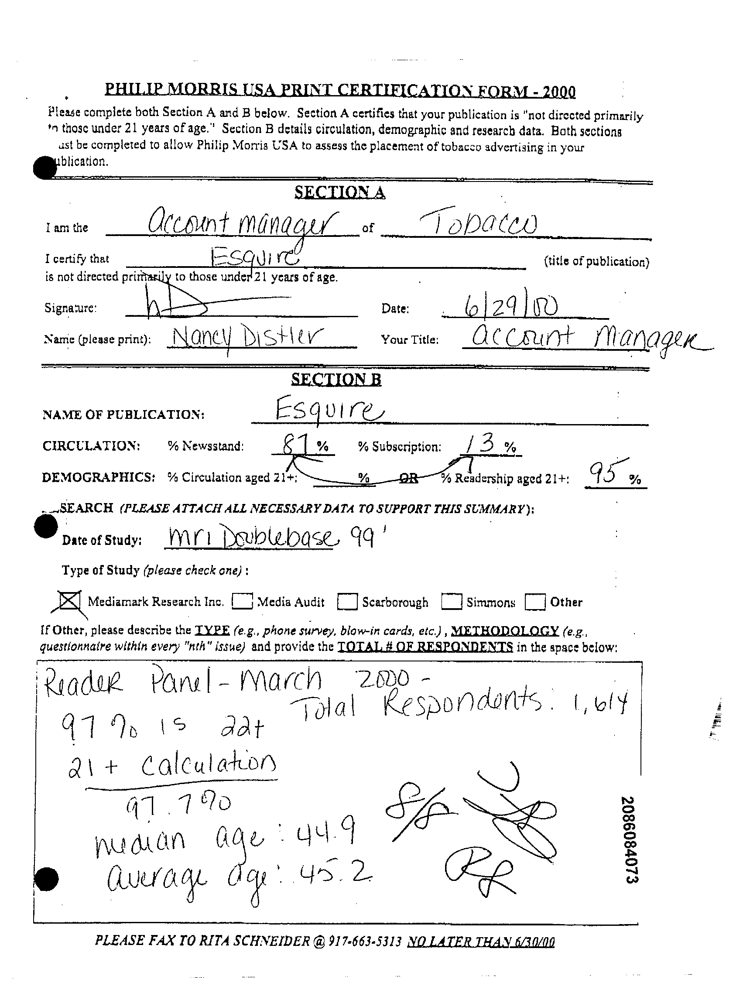 PHILIP MORRIS USA PRINT CERTIFICATION FORM - 2000
Please complete both Section A and B below. Section A certifies that your publication is "not directed primarily
to those under 21 years of age." Section B details circulation, demographic and research data. Both sections
ust be completed to allow Philip Morris USA to assess the placement of tobacco advertising in your
ublication.
SECTION A
I am the Account manager of Tobacco
I certify that Esquire (title of publication)
is not directed primarily to those under 21 years of age.
Signature: Date: 6/29/00
Name (please print): Nancy Distler Your Title: Account Manager
SECTION B
NAME OF PUBLICATION: Esquire
CIRCULATION: % Newsstand: 87 % % Subscription: 13 %
DEMOGRAPHICS: % Circulation aged 21+: % OR % Readership aged 21+: 95 %
SEARCH (PLEASE ATTACH ALL NECESSARY DATA TO SUPPORT THIS SUMMARY):
Date of Study: mri Doublebase 99'
Type of Study (please check one) :
Mediamark Research Inc. Media Audit Scarborough Simmons Other
If Other, please describe the TYPE (e.g., phone survey, blow-in cards, etc.) , METHODOLOGY (e.g.,
questionnaire within every "nth" issue) and provide the TOTAL # OF RESPONDENTS in the space below:
Reader Panel - March 2000 -
Total Respondents: 1,614
97% is 22+
21+ Calculation
97.7%
median age: 44.9
average age: 45.2
8/8
2086084073
PLEASE FAX TO RITA SCHNEIDER @ 917-663-5313 NO LATER THAN 6/30/00